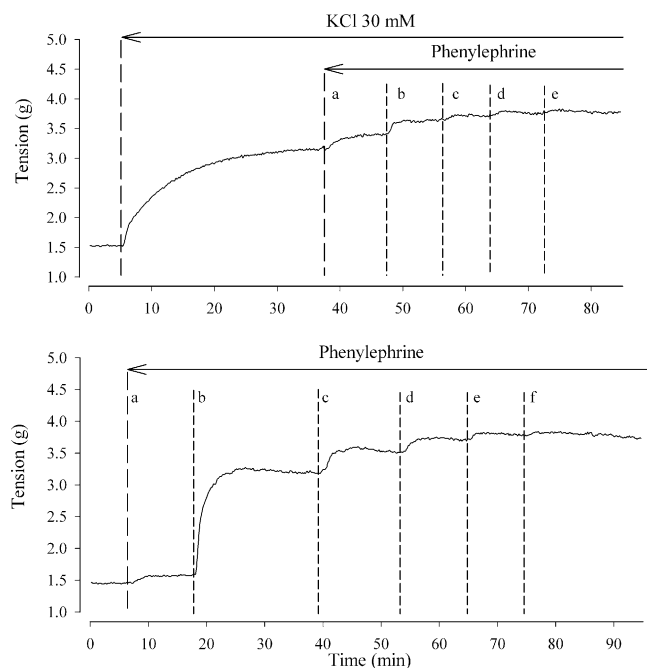 KCl 30 mM
Phenylephrine
a b c d e
Tension (g)
5.0
4.5
4.0
3.5
3.0
2.5
2.0
1.5
1.0
0 10 20 30 40 50 60 70 80
Phenylephrine
a b c d e f
Tension (g)
5.0
4.5
4.0
3.5
3.0
2.5
2.0
1.5
1.0
0 10 20 30 40 50 60 70 80 90
Time (min)